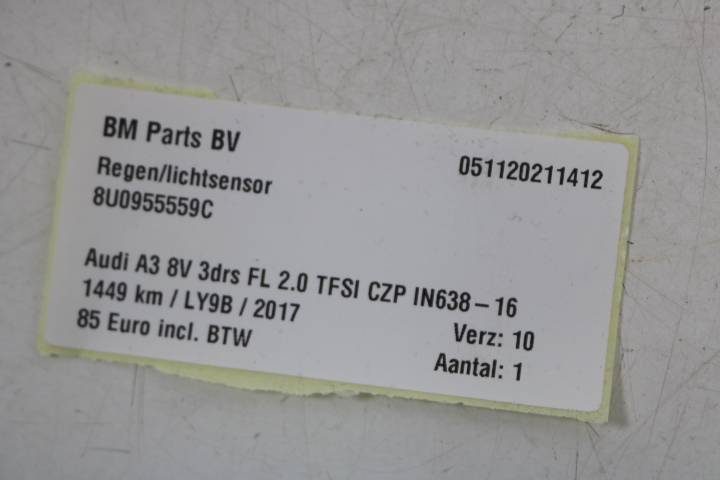 BM Parts BV
051120211412
Regen/lichtsensor
8U0955559C
Audi A3 8V 3drs FL 2.0 TFSI CZP IN638-16
1449 km / LY9B / 2017
Verz: 10
85 Euro incl. BTW
Aantal: 1